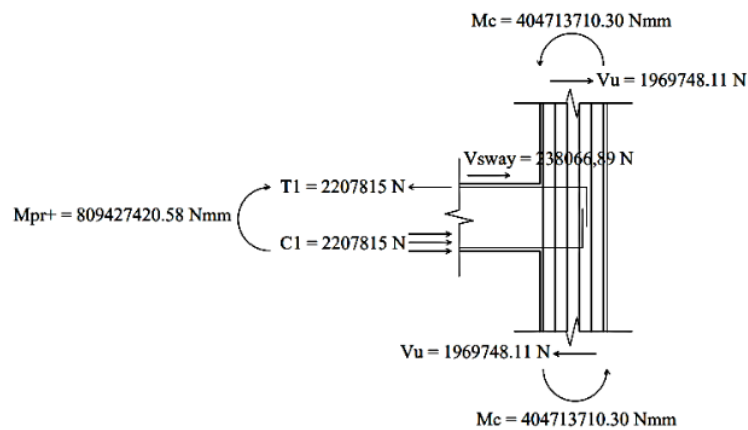 Mc = 404713710.30 Nmm
Vu = 1969748.11 N
Vsway = 238066,89 N
T1 = 2207815 N
Mpr+ = 809427420.58 Nmm
C1 = 2207815 N
Vu = 1969748.11 N
Mc = 404713710.30 Nmm